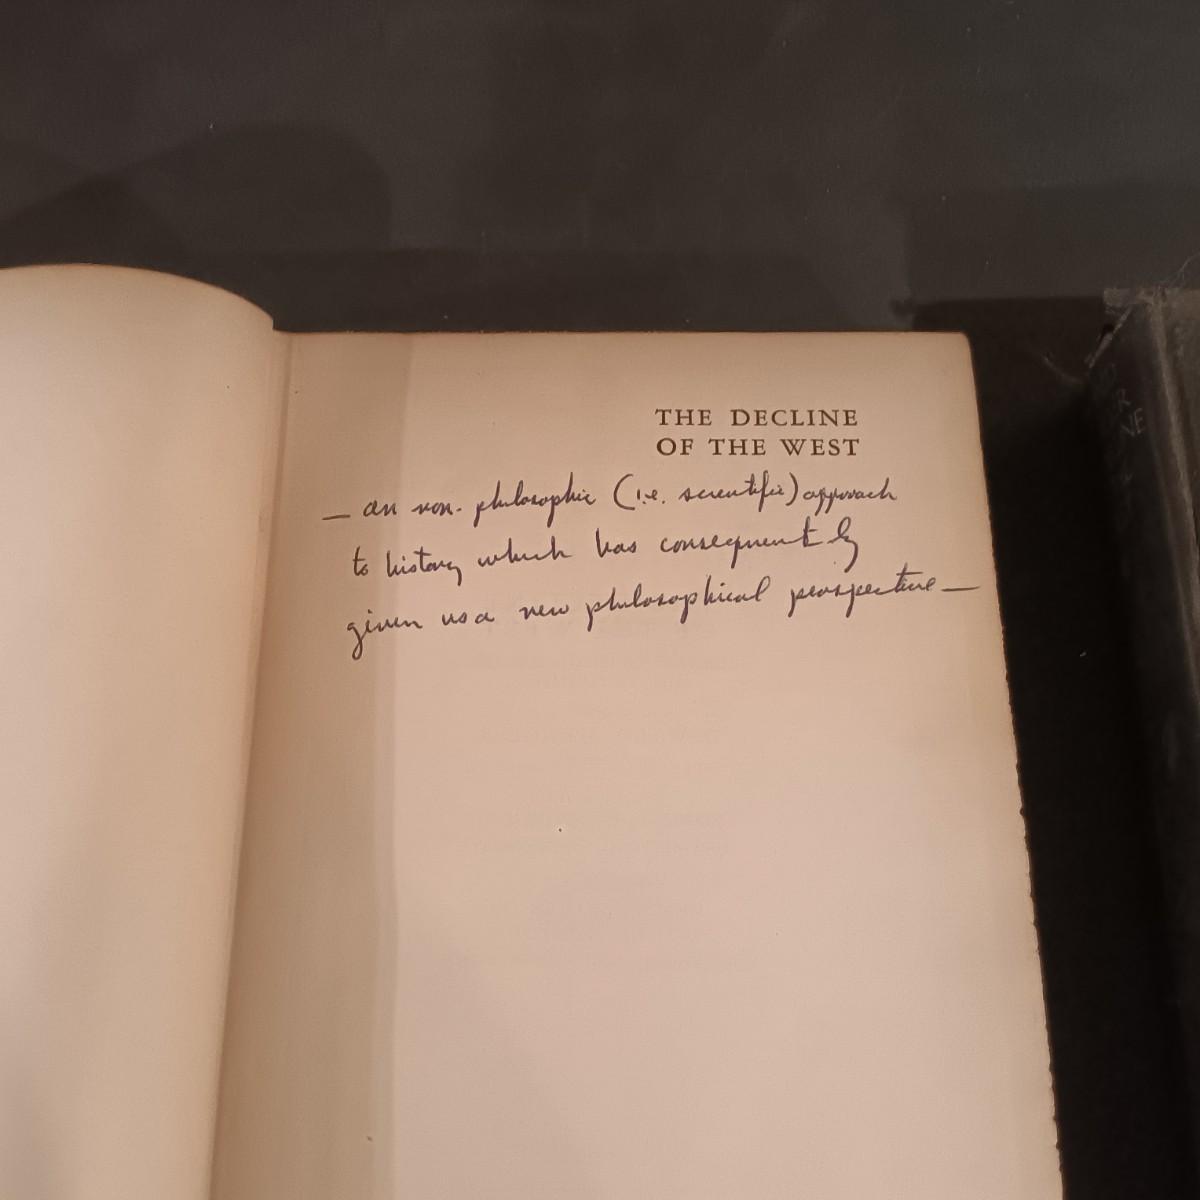 THE DECLINE
OF THE WEST
— an non-philosophic (i.e. scientific) approach
to history which has consequently
given us a new philosophical perspective —